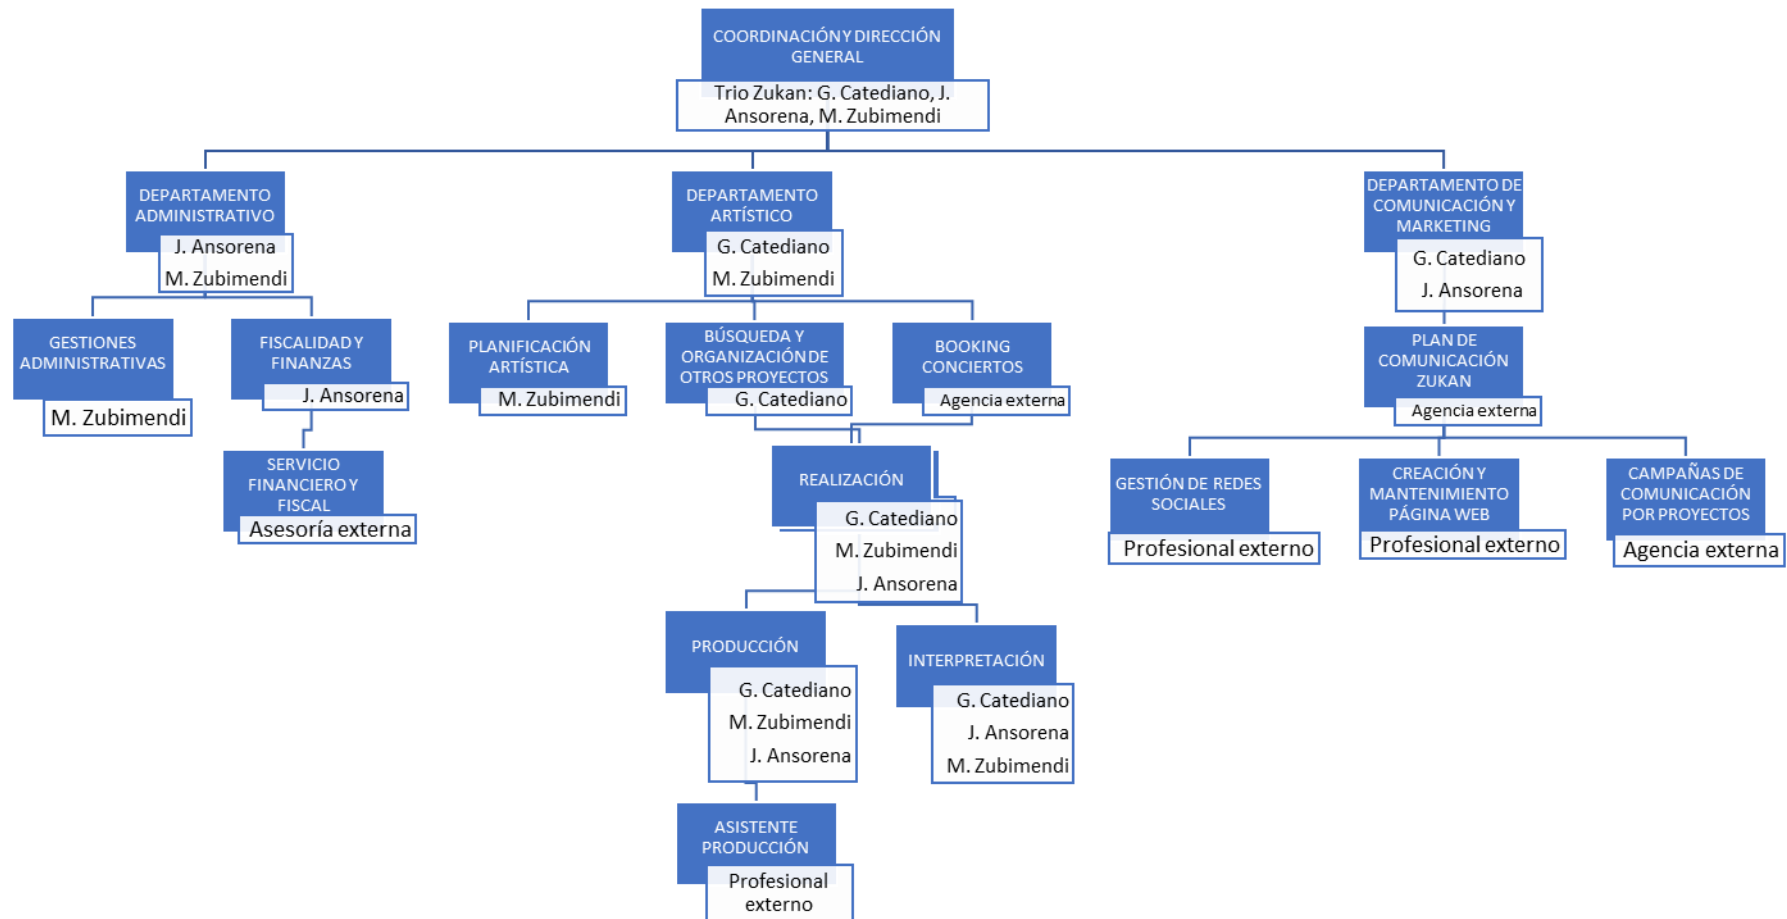 COORDINACIÓN Y DIRECCIÓN
GENERAL
Trio Zukan: G. Catediano, J.
Ansorena, M. Zubimendi
DEPARTAMENTO
ADMINISTRATIVO
J. Ansorena
M. Zubimendi
DEPARTAMENTO
ARTÍSTICO
G. Catediano
M. Zubimendi
DEPARTAMENTO DE
COMUNICACIÓN Y
MARKETING
G. Catediano
J. Ansorena
GESTIONES
ADMINISTRATIVAS
M. Zubimendi
FISCALIDAD Y
FINANZAS
J. Ansorena
PLANIFICACIÓN
ARTÍSTICA
M. Zubimendi
BÚSQUEDA Y
ORGANIZACIÓN DE
OTROS PROYECTOS
G. Catediano
BOOKING
CONCIERTOS
Agencia externa
PLAN DE
COMUNICACIÓN
ZUKAN
Agencia externa
SERVICIO
FINANCIERO Y
FISCAL
Asesoría externa
REALIZACIÓN
G. Catediano
M. Zubimendi
J. Ansorena
GESTIÓN DE REDES
SOCIALES
Profesional externo
CREACIÓN Y
MANTENIMIENTO
PÁGINA WEB
Profesional externo
CAMPAÑAS DE
COMUNICACIÓN
POR PROYECTOS
Agencia externa
PRODUCCIÓN
G. Catediano
M. Zubimendi
J. Ansorena
INTERPRETACIÓN
G. Catediano
J. Ansorena
M. Zubimendi
ASISTENTE
PRODUCCIÓN
Profesional
externo